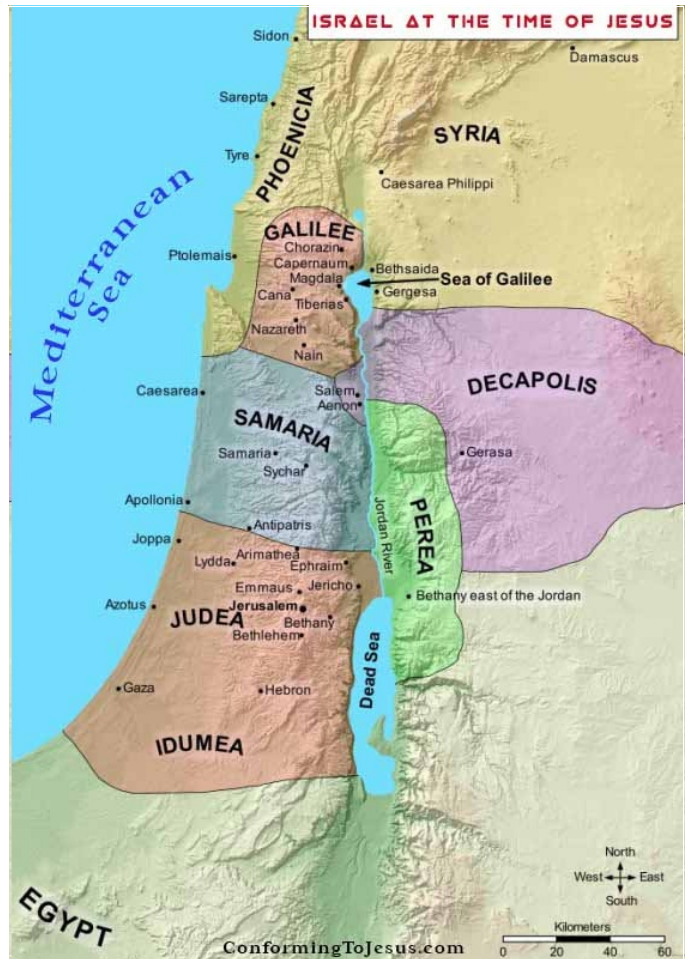 ISRAEL AT THE TIME OF JESUS
Sidon
Damascus
Sarepta
PHOENICIA
SYRIA
Tyre
Caesarea Philippi
Mediterranean
Sea
GALILEE
Chorazin
Ptolemais
Capernaum
Bethsaida
Magdala
Sea of Galilee
Cana
Gergesa
Tiberias
Nazareth
Nain
DECAPOLIS
Caesarea
Salem
Aenon
SAMARIA
Samaria
Gerasa
Sychar
Apollonia
Jordan River
PEREA
Antipatris
Joppa
Arimathea
Lydda
Ephraim
Jericho
Emmaus
Bethany east of the Jordan
Azotus
Jerusalem
JUDEA
Bethany
Bethlehem
Dead Sea
Gaza
Hebron
IDUMEA
North
West
East
South
EGYPT
Kilometers
0 20 40 60
ConformingToJesus.com